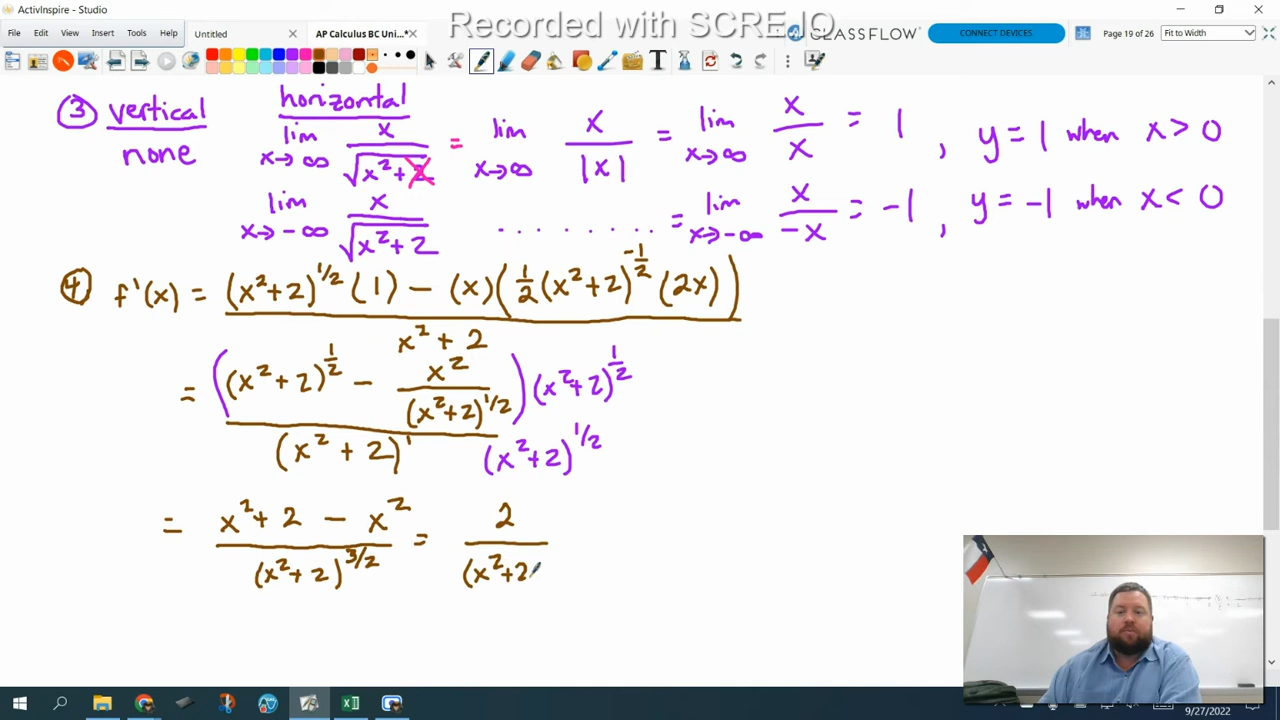 ActivInspire - Studio
Recorded with SCRE.IO
File Edit View Insert Tools Help
Untitled
AP Calculus BC Uni...
CLASSFLOW
CONNECT DEVICES
Page 19 of 26
Fit to Width
③ vertical
none
horizontal
lim x→∞ x/√(x²+2) = lim x→∞ x/|x| = lim x→∞ x/x = 1, y = 1 when x > 0
lim x→-∞ x/√(x²+2) ......... = lim x→-∞ x/-x = -1, y = -1 when x < 0
④ f'(x) = ((x²+2)^1/2 (1) - (x)(1/2 (x²+2)^-1/2 (2x)))/(x² + 2)
= ((x²+2)^1/2 - x²/(x²+2)^1/2)(x²+2)^1/2 / (x² + 2)^1 (x²+2)^1/2
= (x²+2 - x²)/(x²+2)^3/2 = 2/(x²+2
9/27/2022